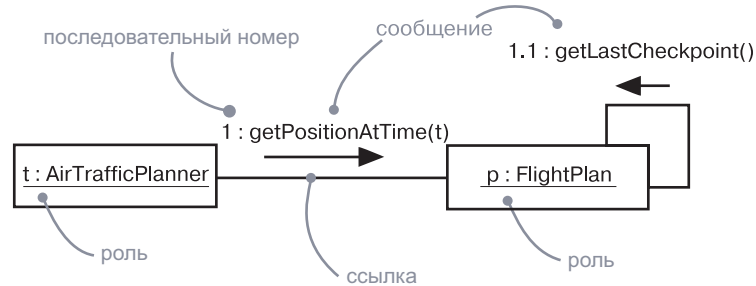 последовательный номер
сообщение
1.1 : getLastCheckpoint()
1 : getPositionAtTime(t)
t : AirTrafficPlanner
p : FlightPlan
роль
ссылка
роль